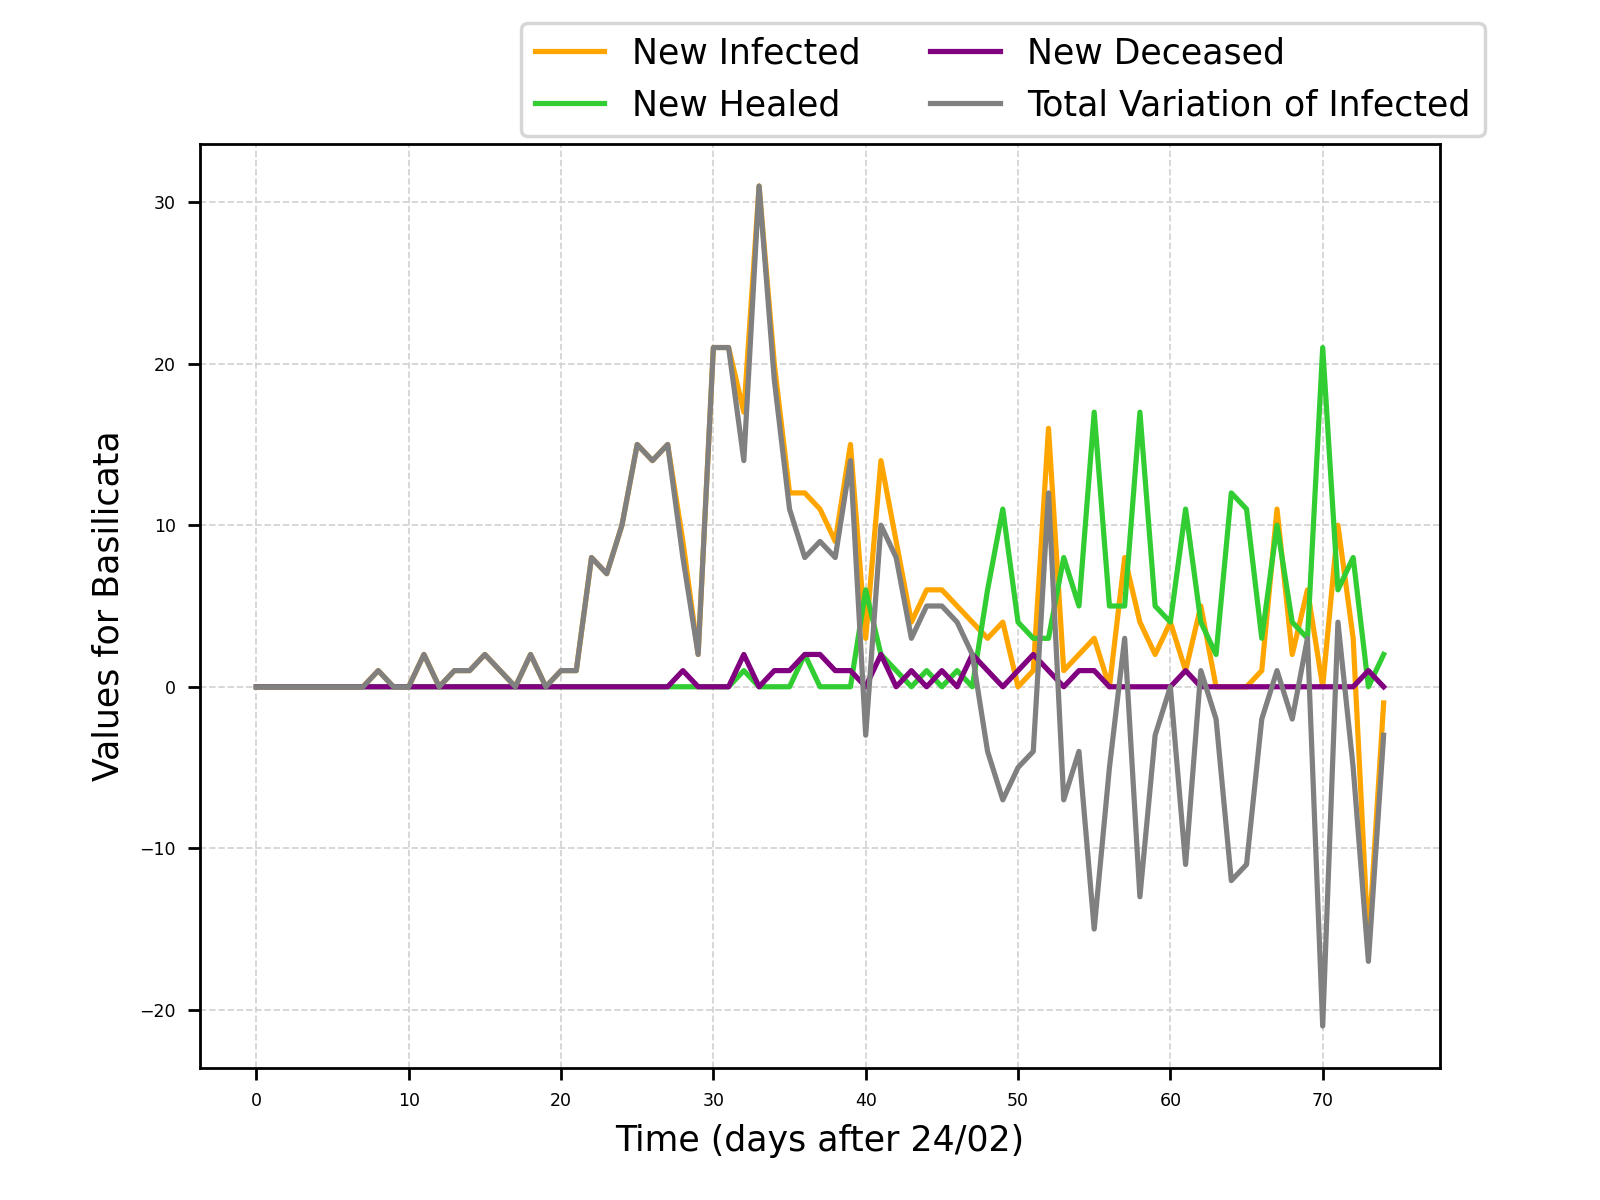 New Infected
New Healed
New Deceased
Total Variation of Infected
Values for Basilicata
30
20
10
0
−10
−20
0 10 20 30 40 50 60 70
Time (days after 24/02)